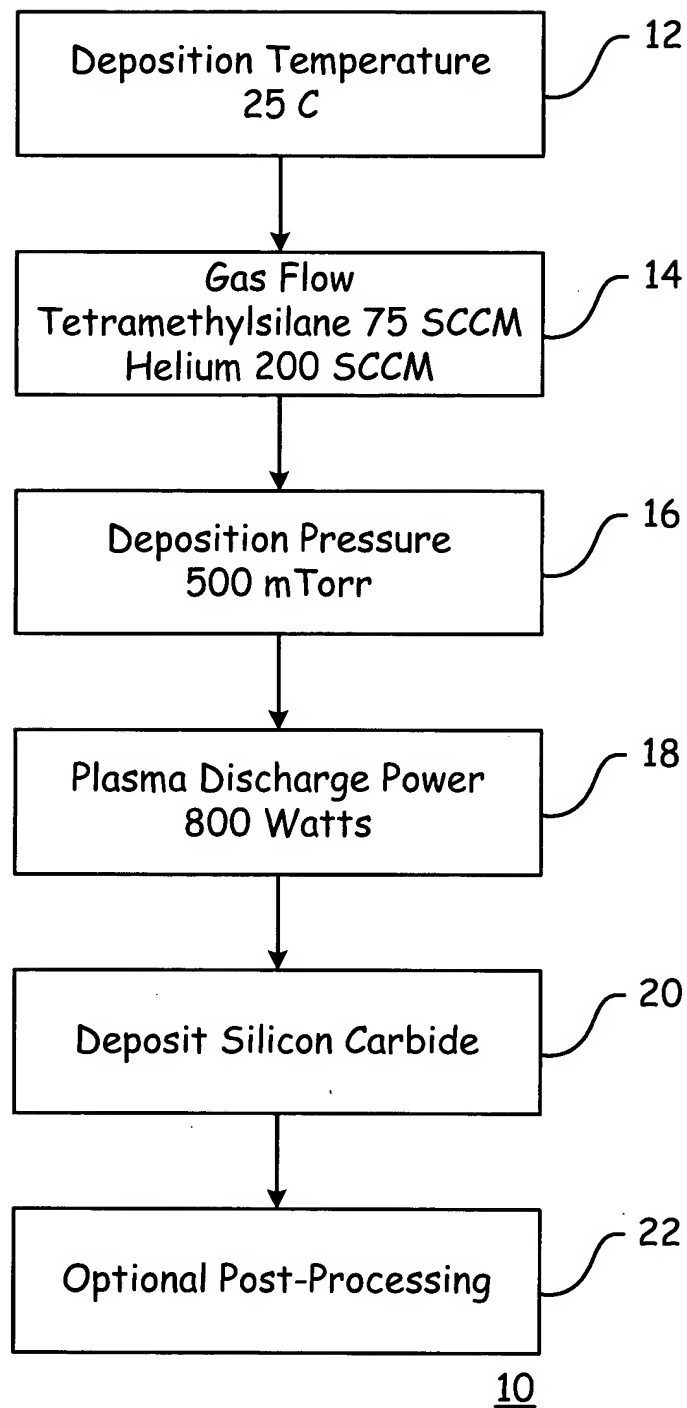 Deposition Temperature
25 C
12
Gas Flow
Tetramethylsilane 75 SCCM
Helium 200 SCCM
14
Deposition Pressure
500 mTorr
16
Plasma Discharge Power
800 Watts
18
Deposit Silicon Carbide
20
Optional Post-Processing
22
10